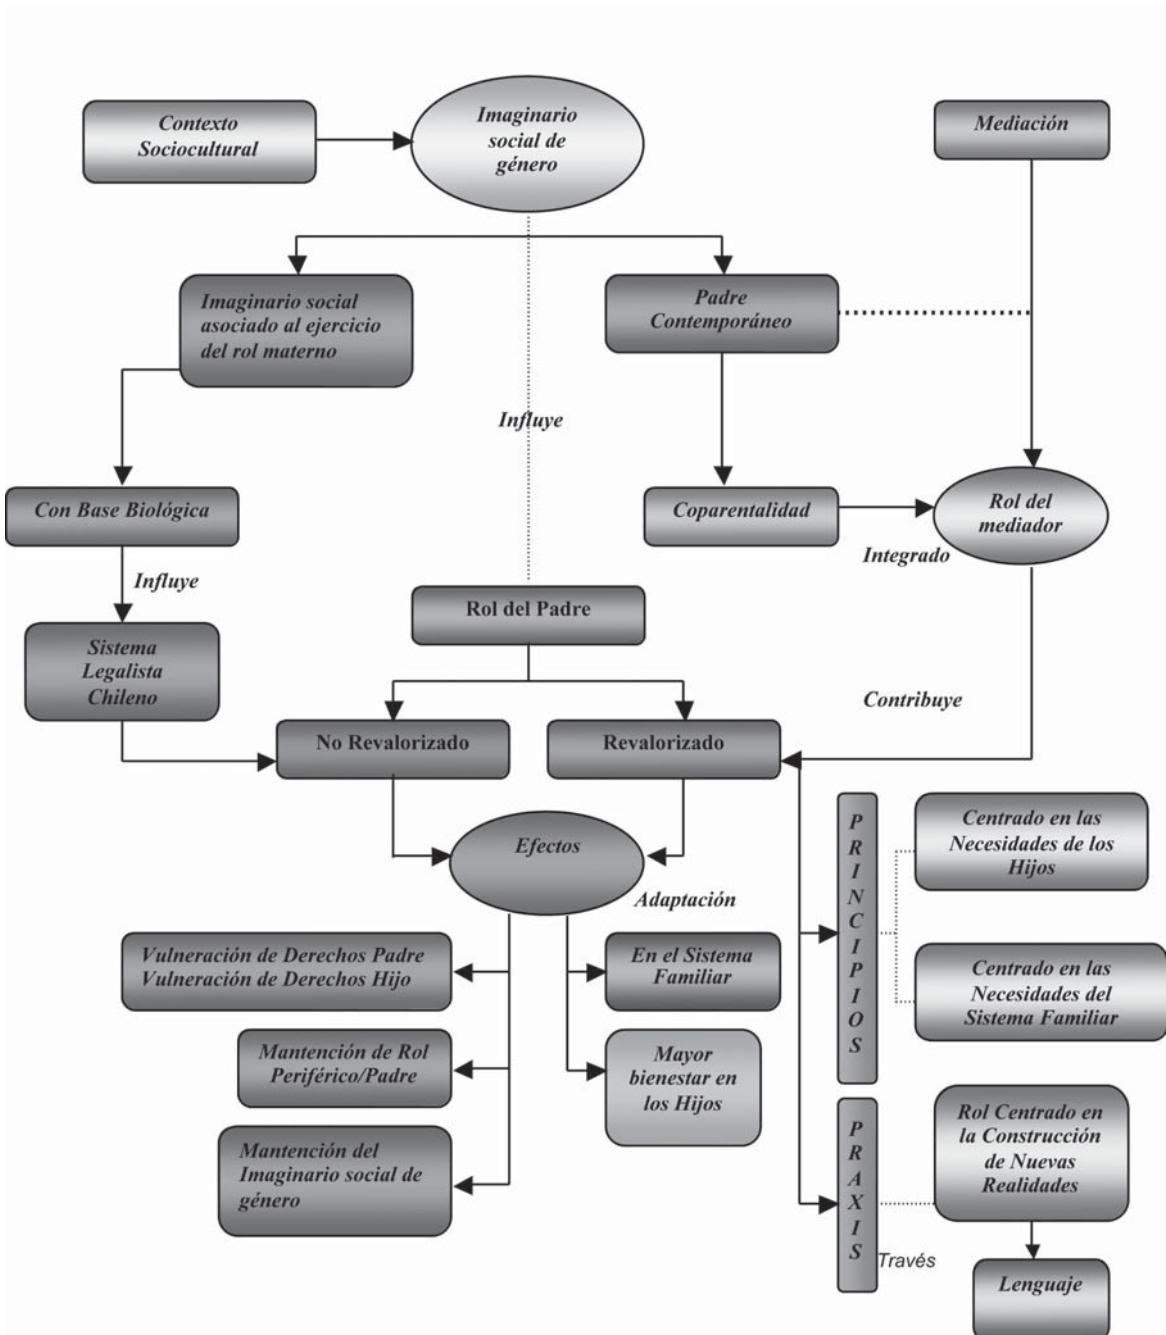 Contexto
Sociocultural
Imaginario
social de
género
Mediación
Imaginario social
asociado al ejercicio
del rol materno
Padre
Contemporáneo
Influye
Con Base Biológica
Coparentalidad
Rol del
mediador
Integrado
Influye
Rol del Padre
Sistema
Legalista
Chileno
Contribuye
No Revalorizado
Revalorizado
Efectos
Adaptación
Vulneración de Derechos Padre
Vulneración de Derechos Hijo
Mantención de Rol
Periférico/Padre
Mantención del
Imaginario social de
género
En el Sistema
Familiar
Mayor
bienestar en
los Hijos
PRINCIPIOS
Centrado en las
Necesidades de los
Hijos
Centrado en las
Necesidades del
Sistema Familiar
PRAXIS
Través
Rol Centrado en
la Construcción
de Nuevas
Realidades
Lenguaje